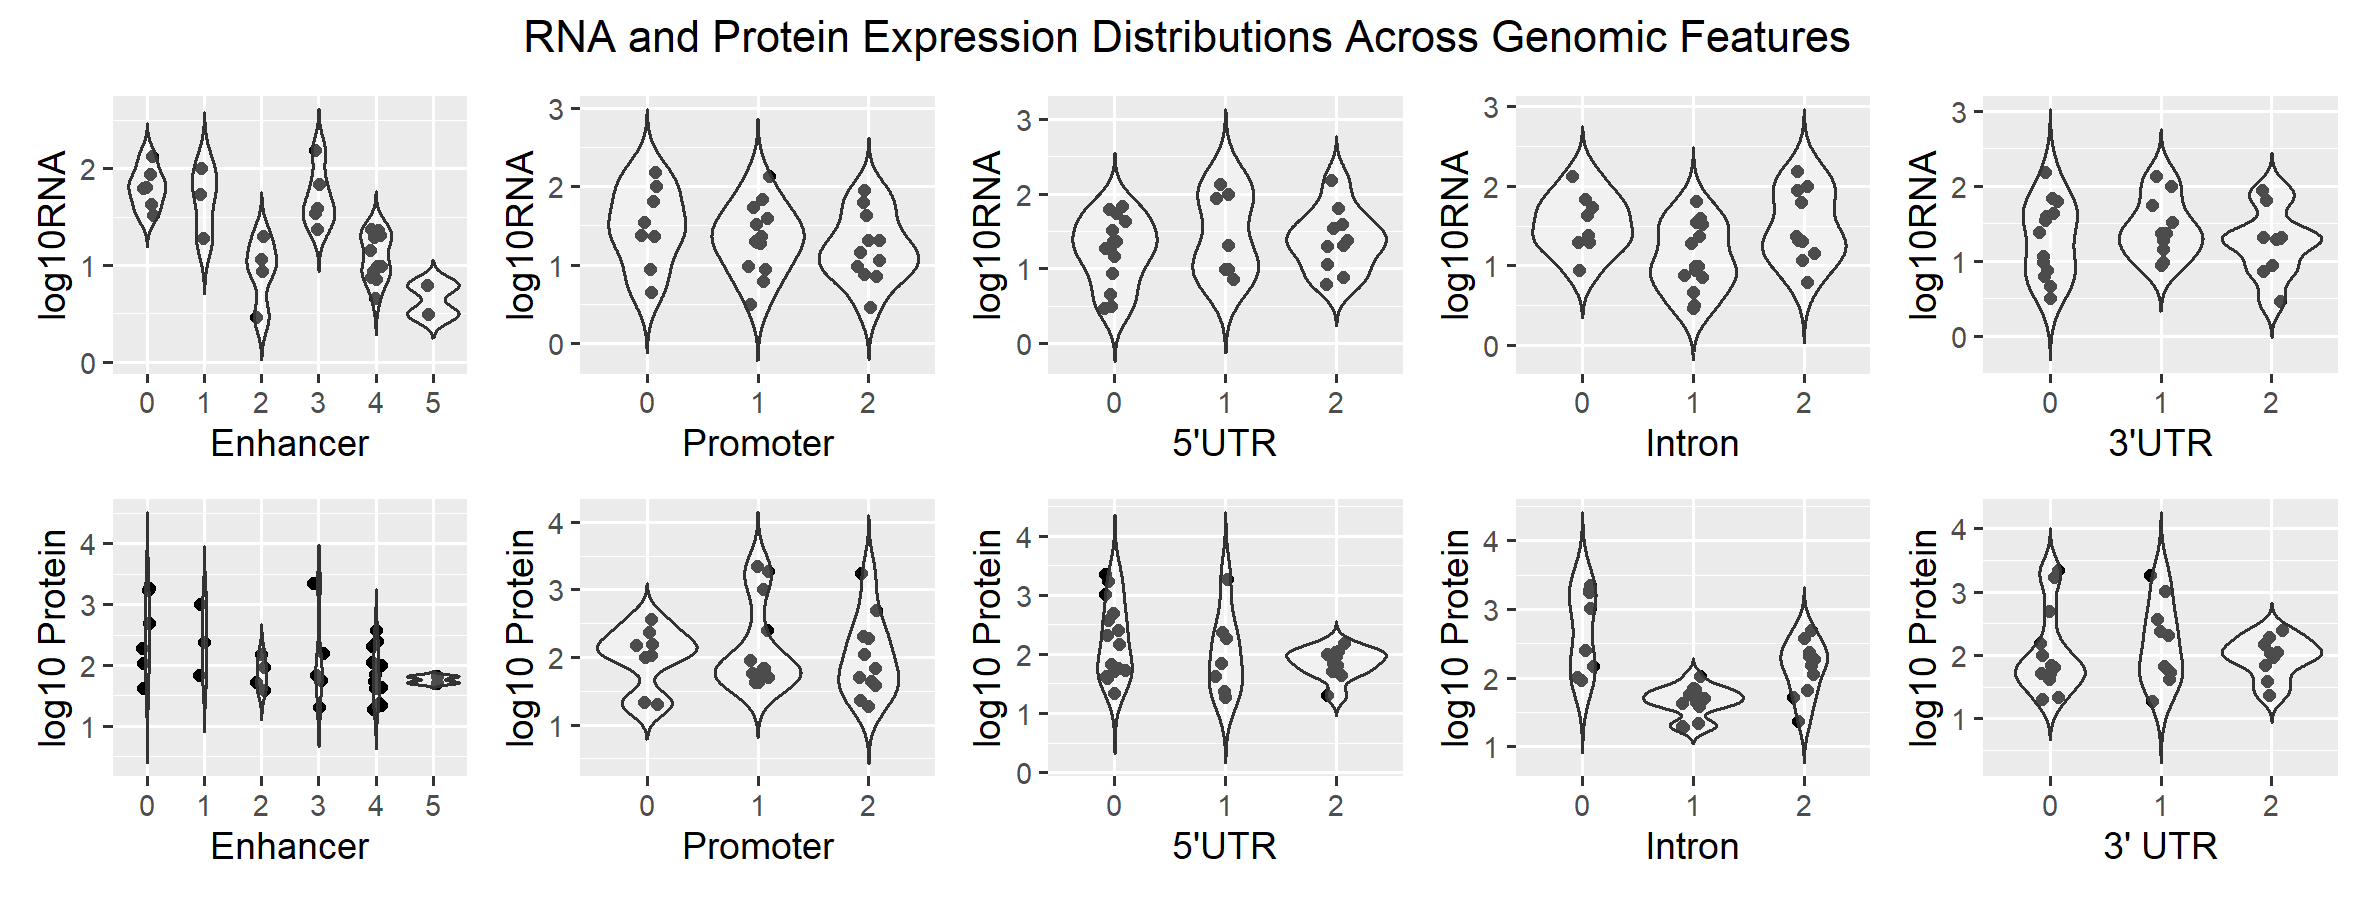 RNA and Protein Expression Distributions Across Genomic Features
log10RNA
2
1
0
0 1 2 3 4 5
Enhancer
log10RNA
3
2
1
0
0 1 2
Promoter
log10RNA
3
2
1
0
0 1 2
5'UTR
log10RNA
3
2
1
0
0 1 2
Intron
log10RNA
3
2
1
0
0 1 2
3'UTR
log10 Protein
4
3
2
1
0 1 2 3 4 5
Enhancer
log10 Protein
4
3
2
1
0 1 2
Promoter
log10 Protein
4
3
2
1
0
0 1 2
5'UTR
log10 Protein
4
3
2
1
0 1 2
Intron
log10 Protein
4
3
2
1
0 1 2
3' UTR